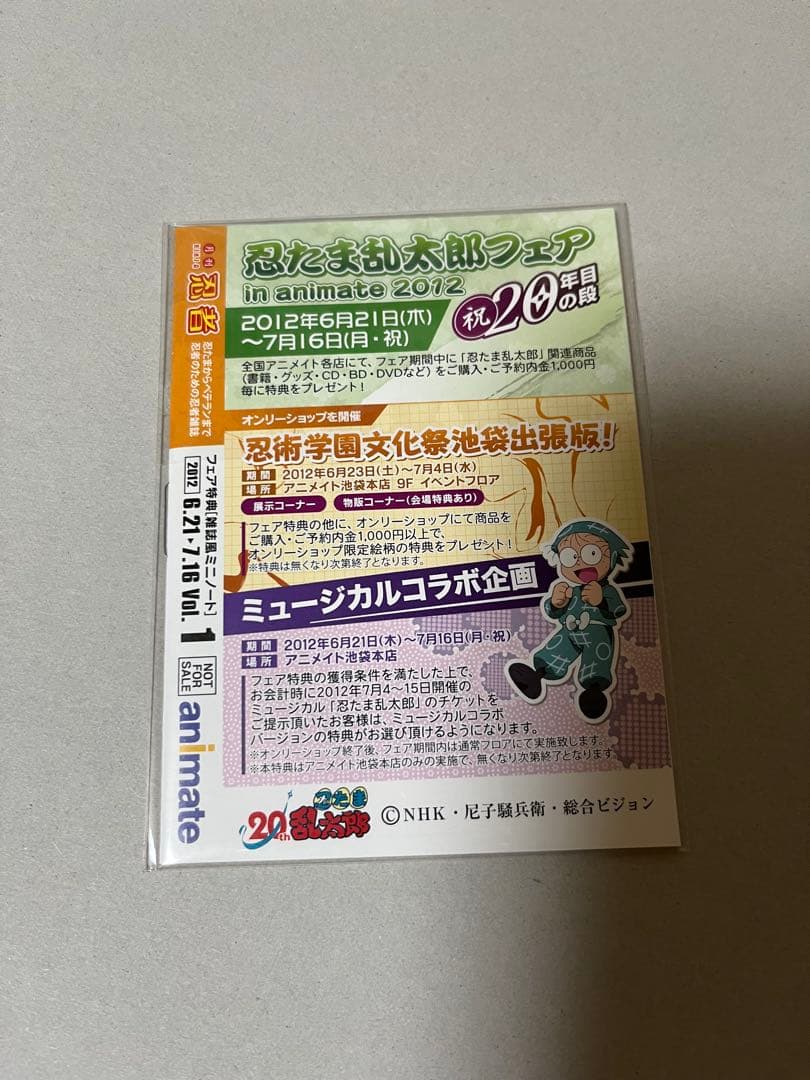 忍たま乱太郎フェア
in animate 2012
祝20年目の段
2012年6月21日(木)
～7月16日(月・祝)
全国アニメイト各店にて、フェア期間中に「忍たま乱太郎」関連商品
(書籍・グッズ・CD・BD・DVDなど)をご購入・ご予約内金1,000円
毎に特典をプレゼント!
オンリーショップを開催
忍術学園文化祭池袋出張版!
期間 2012年6月23日(土)～7月4日(水)
場所 アニメイト池袋本店 9F イベントフロア
展示コーナー 物販コーナー(会場特典あり)
フェア特典の他に、オンリーショップにて商品を
ご購入・ご予約内金1,000円以上で、
オンリーショップ限定絵柄の特典をプレゼント!
※特典は無くなり次第終了となります。
ミュージカルコラボ企画
期間 2012年6月21日(木)～7月16日(月・祝)
場所 アニメイト池袋本店
フェア特典の獲得条件を満たした上で、
お会計時に2012年7月4～15日開催の
ミュージカル「忍たま乱太郎」のチケットを
ご提示頂いたお客様は、ミュージカルコラボ
バージョンの特典がお選び頂けるようになります。
※オンリーショップ終了後、フェア期間内は通常フロアにて実施致します。
※本特典はアニメイト池袋本店のみの実施で、無くなり次第終了となります。
20th 忍たま乱太郎
©NHK・尼子騒兵衛・総合ビジョン
月刊
忍者
忍たまからベテランまで
忍者のための忍者雑誌
フェア特典[雑誌風ミニノート]
2012 6.21-7.16 Vol. 1
NOT FOR SALE
animate